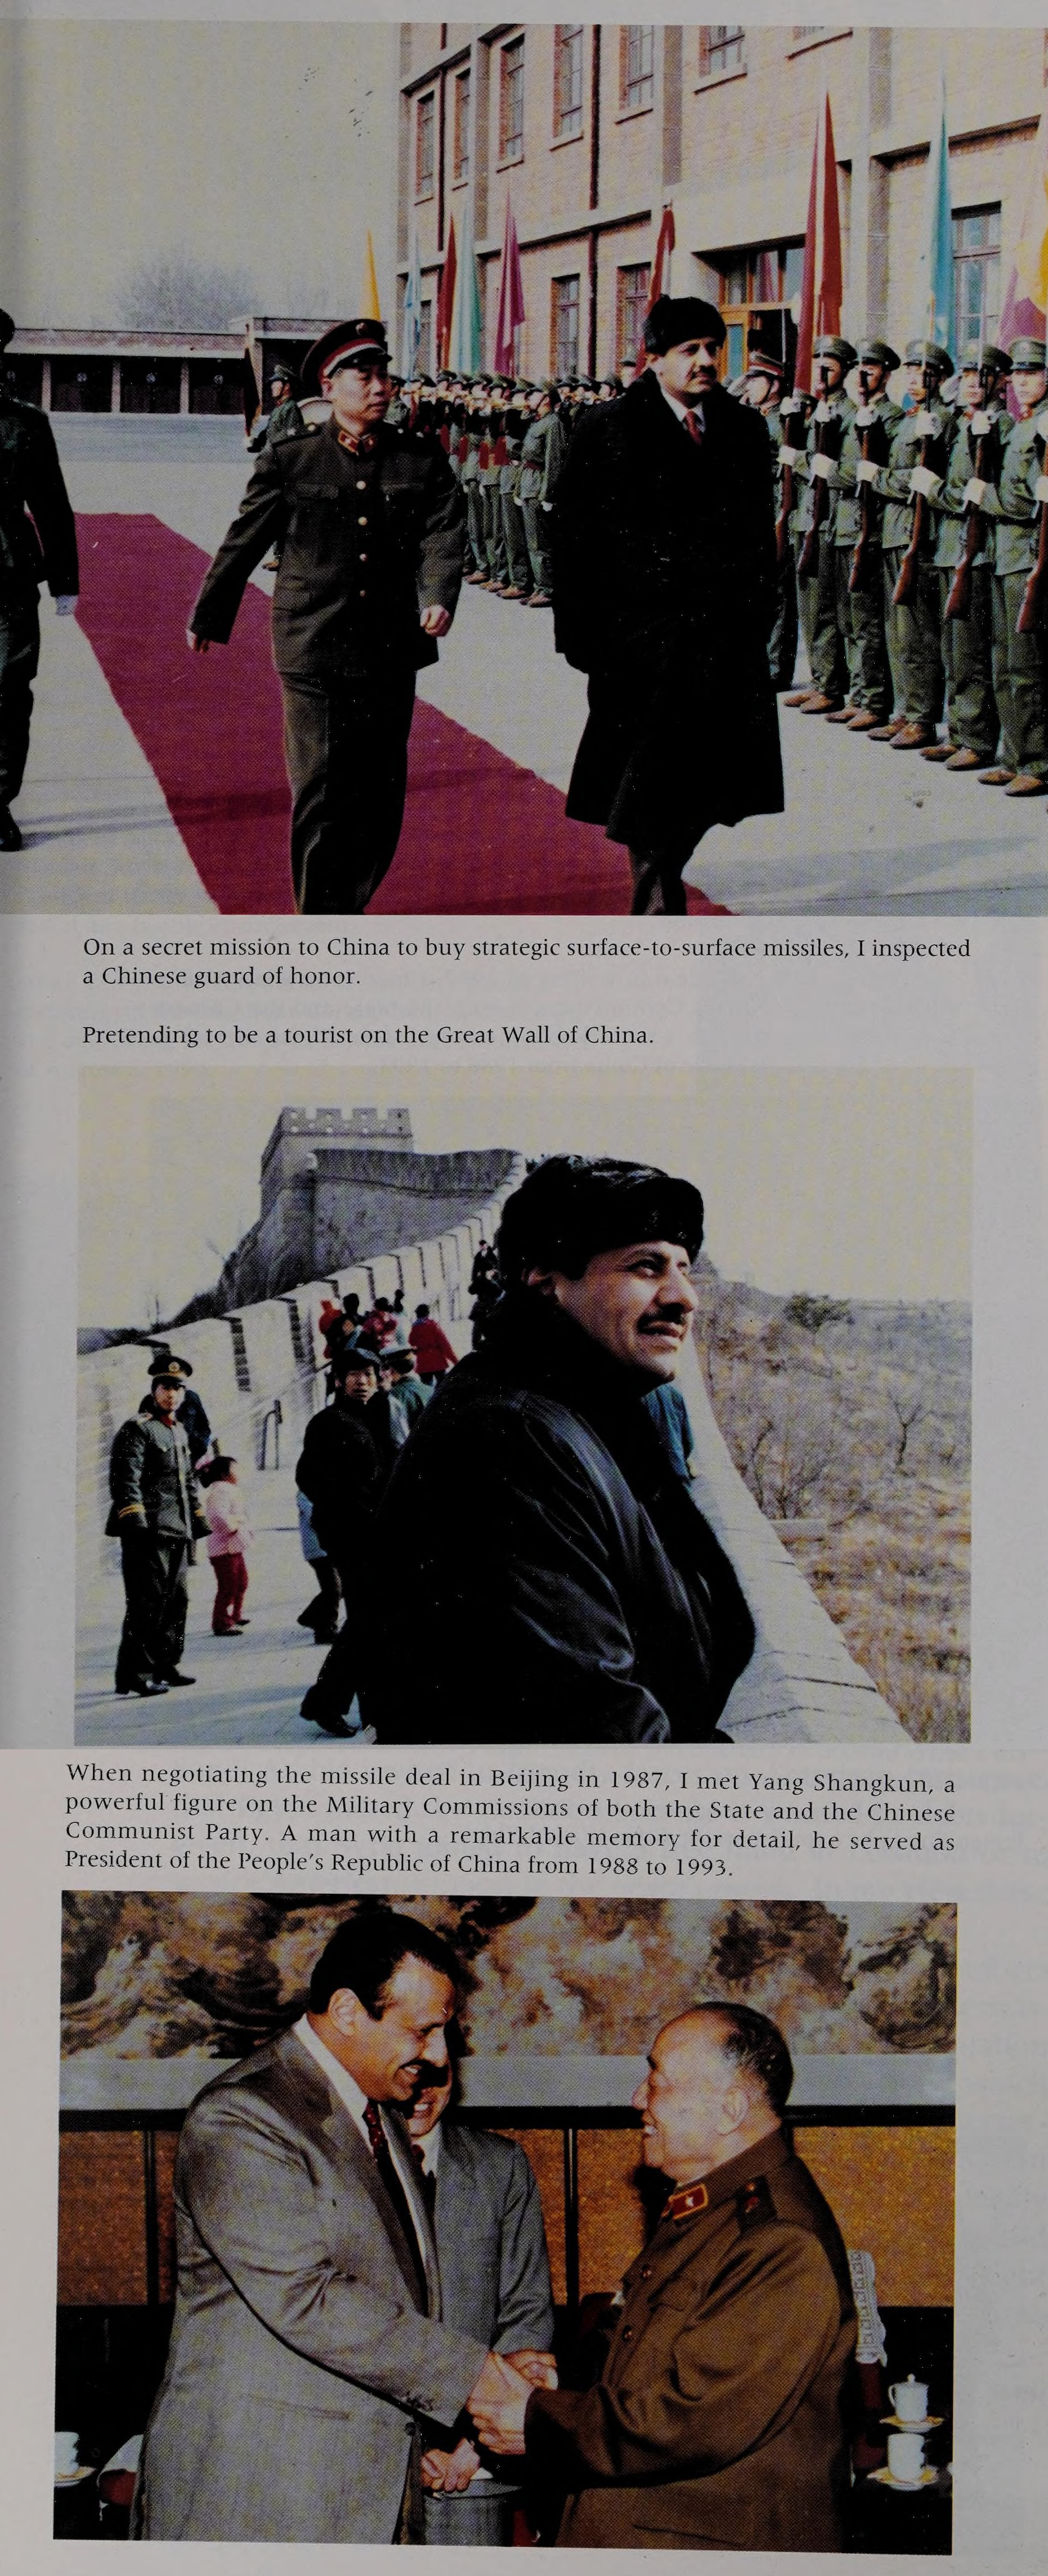 On a secret mission to China to buy strategic surface-to-surface missiles, I inspected
a Chinese guard of honor.
Pretending to be a tourist on the Great Wall of China.
When negotiating the missile deal in Beijing in 1987, I met Yang Shangkun, a
powerful figure on the Military Commissions of both the State and the Chinese
Communist Party. A man with a remarkable memory for detail, he served as
President of the People's Republic of China from 1988 to 1993.